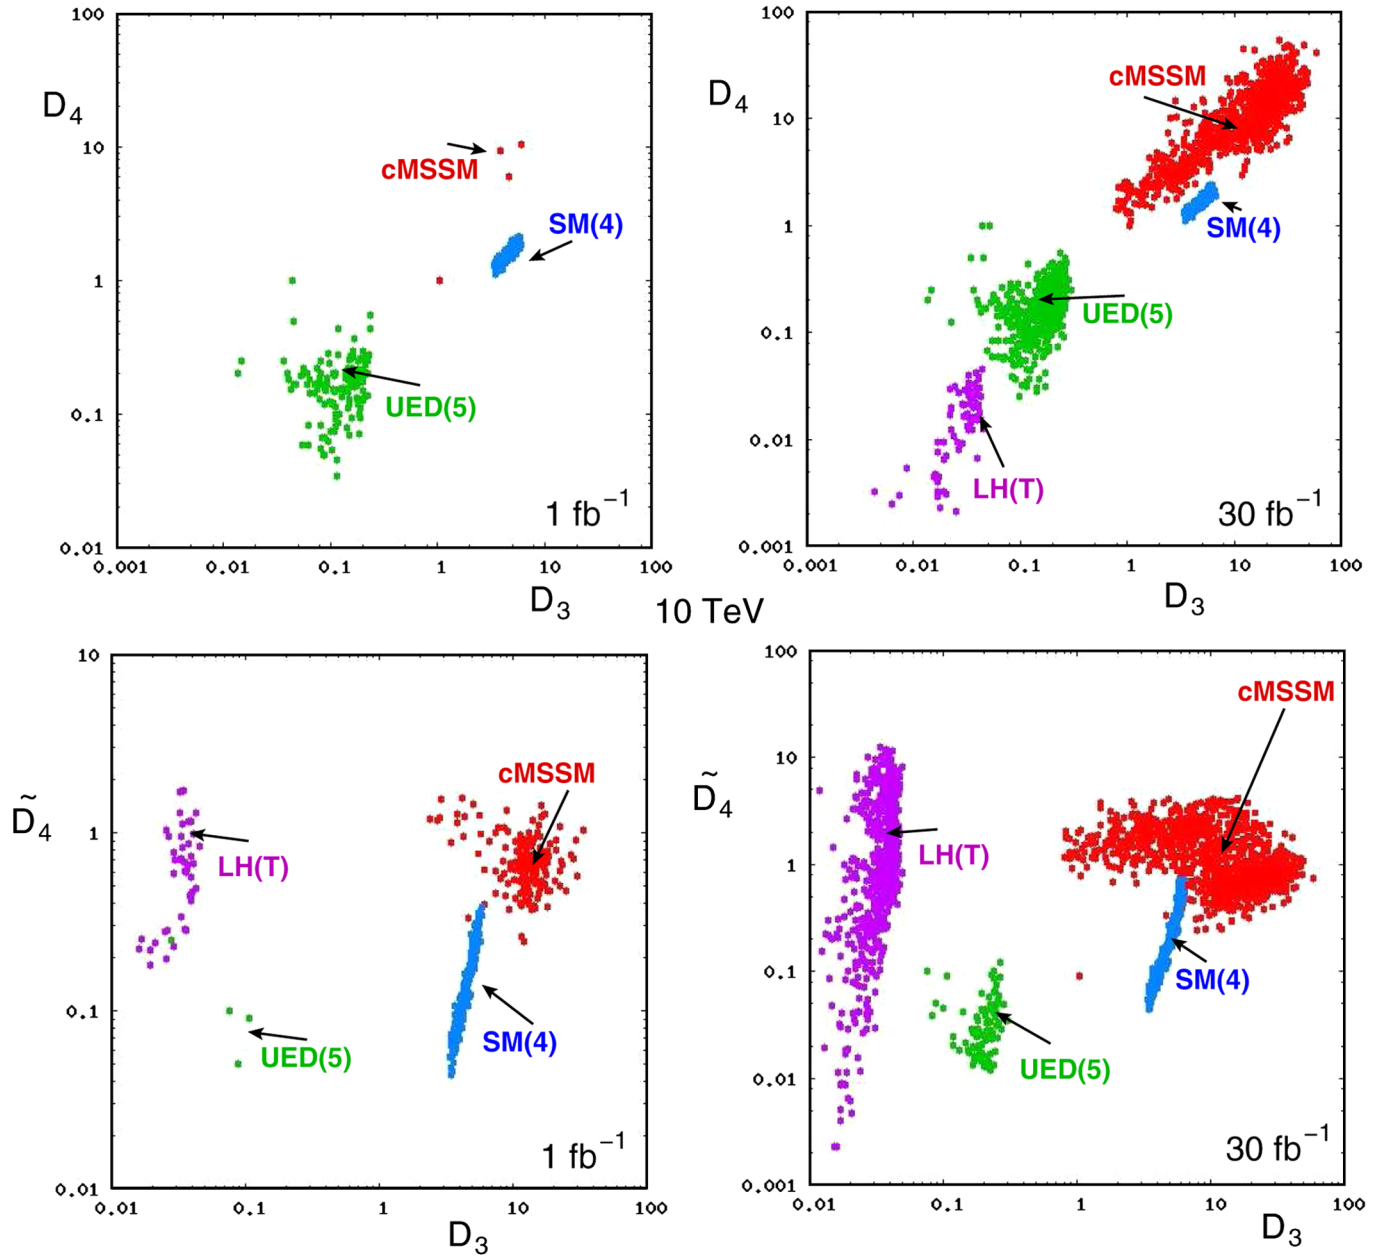 100
D4
10
cMSSM
SM(4)
1
UED(5)
0.1
1 fb−1
0.01
0.001 0.01 0.1 1 10 100
D3
100
cMSSM
D4
10
SM(4)
1
UED(5)
0.1
0.01
LH(T)
30 fb−1
0.001
0.001 0.01 0.1 1 10 100
D3
10 TeV
10
cMSSM
D̃4
1
LH(T)
SM(4)
0.1
UED(5)
1 fb−1
0.01
0.01 0.1 1 10 100
D3
100
cMSSM
10
D̃4
LH(T)
1
SM(4)
0.1
UED(5)
0.01
30 fb−1
0.001
0.01 0.1 1 10 100
D3